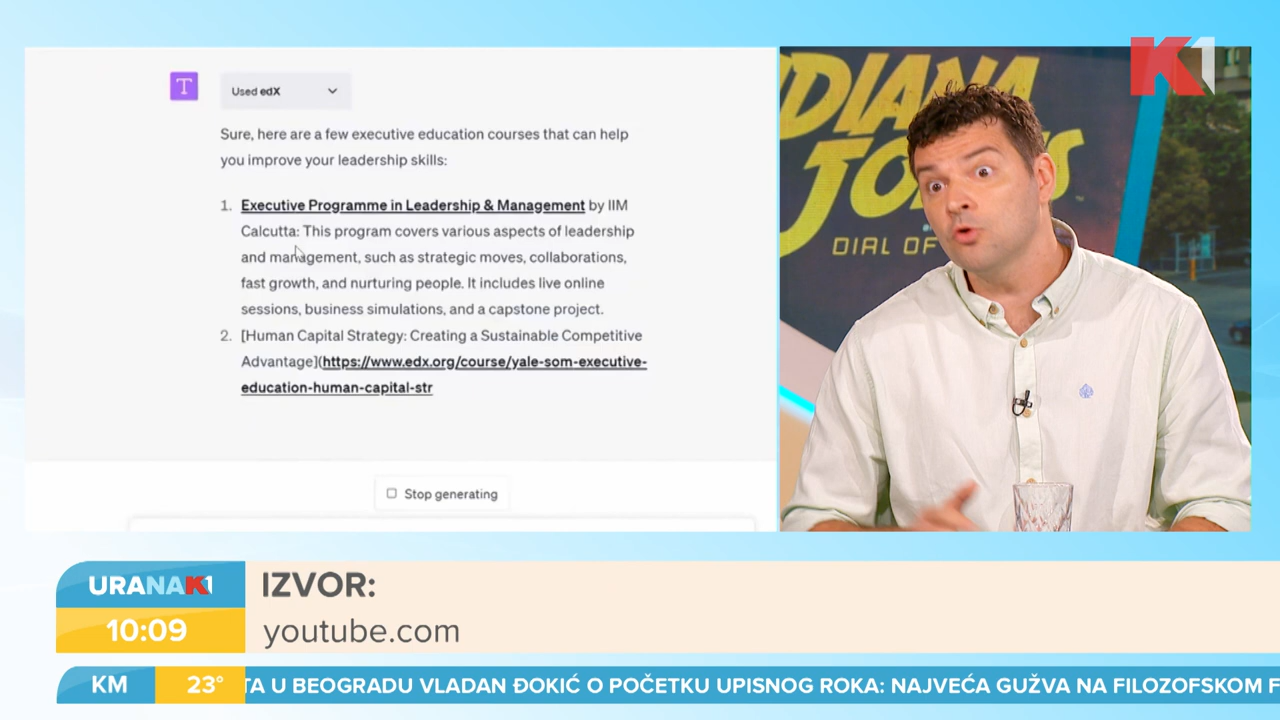 T
Used edX
Sure, here are a few executive education courses that can help
you improve your leadership skills:
1. Executive Programme in Leadership & Management by IIM
Calcutta: This program covers various aspects of leadership
and management, such as strategic moves, collaborations,
fast growth, and nurturing people. It includes live online
sessions, business simulations, and a capstone project.
2. [Human Capital Strategy: Creating a Sustainable Competitive
Advantage](https://www.edx.org/course/yale-som-executive-
education-human-capital-str
Stop generating
K1
DIANA
JO
DIAL OF
URANAK1
10:09
IZVOR:
youtube.com
KM 23° TA U BEOGRADU VLADAN ĐOKIĆ O POČETKU UPISNOG ROKA: NAJVEĆA GUŽVA NA FILOZOFSKOM F